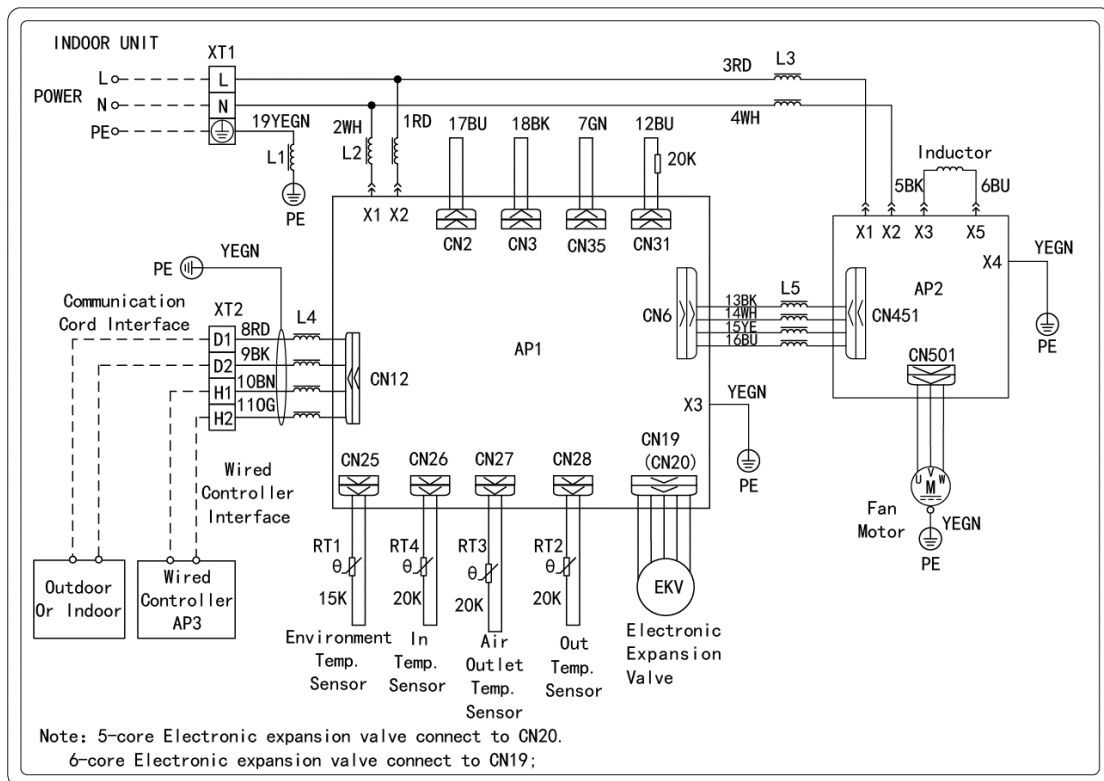 INDOOR UNIT
XT1
L
L
POWER
N
N
PE
19YEGN
L1
PE
2WH
L2
1RD
3RD
L3
4WH
17BU
18BK
7GN
12BU
20K
X1
X2
CN2
CN3
CN35
CN31
Inductor
5BK
6BU
X1
X2
X3
X5
X4
YEGN
PE
AP2
PE
YEGN
Communication
Cord Interface
XT2
L4
D1
8RD
D2
9BK
H1
10BN
H2
11OG
CN12
AP1
CN6
13BK
14WH
15YE
16BU
L5
CN451
CN501
X3
YEGN
PE
U
V
W
M
Fan
Motor
YEGN
PE
Wired
Controller
Interface
Outdoor
Or Indoor
Wired
Controller
AP3
CN25
CN26
CN27
CN28
CN19
(CN20)
RT1
θ
15K
RT4
θ
20K
RT3
θ
20K
RT2
θ
20K
EKV
Environment
Temp.
Sensor
In
Temp.
Sensor
Air
Outlet
Temp.
Sensor
Out
Temp.
Sensor
Electronic
Expansion
Valve
Note: 5-core Electronic expansion valve connect to CN20.
6-core Electronic expansion valve connect to CN19;